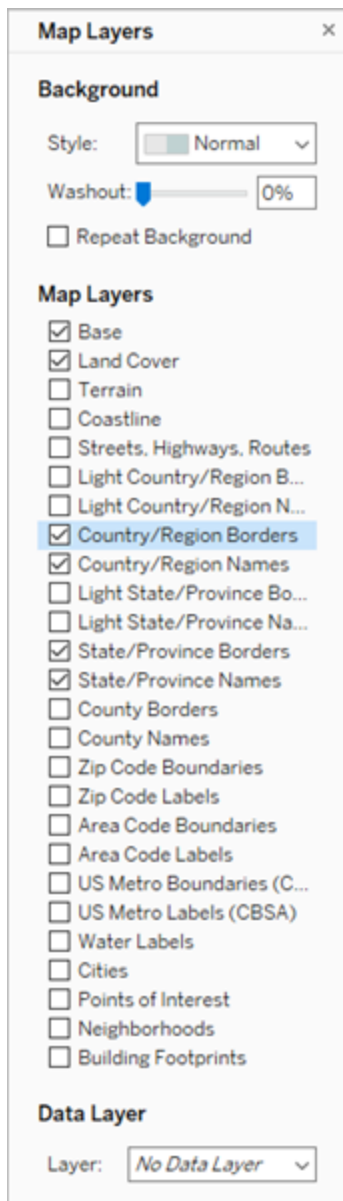 Map Layers
Background
Style: Normal
Washout: 0%
Repeat Background
Map Layers
Base
Land Cover
Terrain
Coastline
Streets, Highways, Routes
Light Country/Region B...
Light Country/Region N...
Country/Region Borders
Country/Region Names
Light State/Province Bo...
Light State/Province Na...
State/Province Borders
State/Province Names
County Borders
County Names
Zip Code Boundaries
Zip Code Labels
Area Code Boundaries
Area Code Labels
US Metro Boundaries (C...
US Metro Labels (CBSA)
Water Labels
Cities
Points of Interest
Neighborhoods
Building Footprints
Data Layer
Layer: No Data Layer